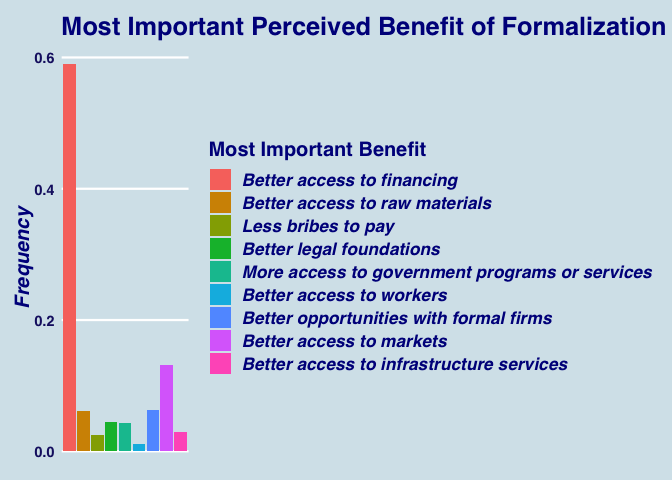 Most Important Perceived Benefit of Formalization
Frequency
0.6
0.4
0.2
0.0
Most Important Benefit
Better access to financing
Better access to raw materials
Less bribes to pay
Better legal foundations
More access to government programs or services
Better access to workers
Better opportunities with formal firms
Better access to markets
Better access to infrastructure services